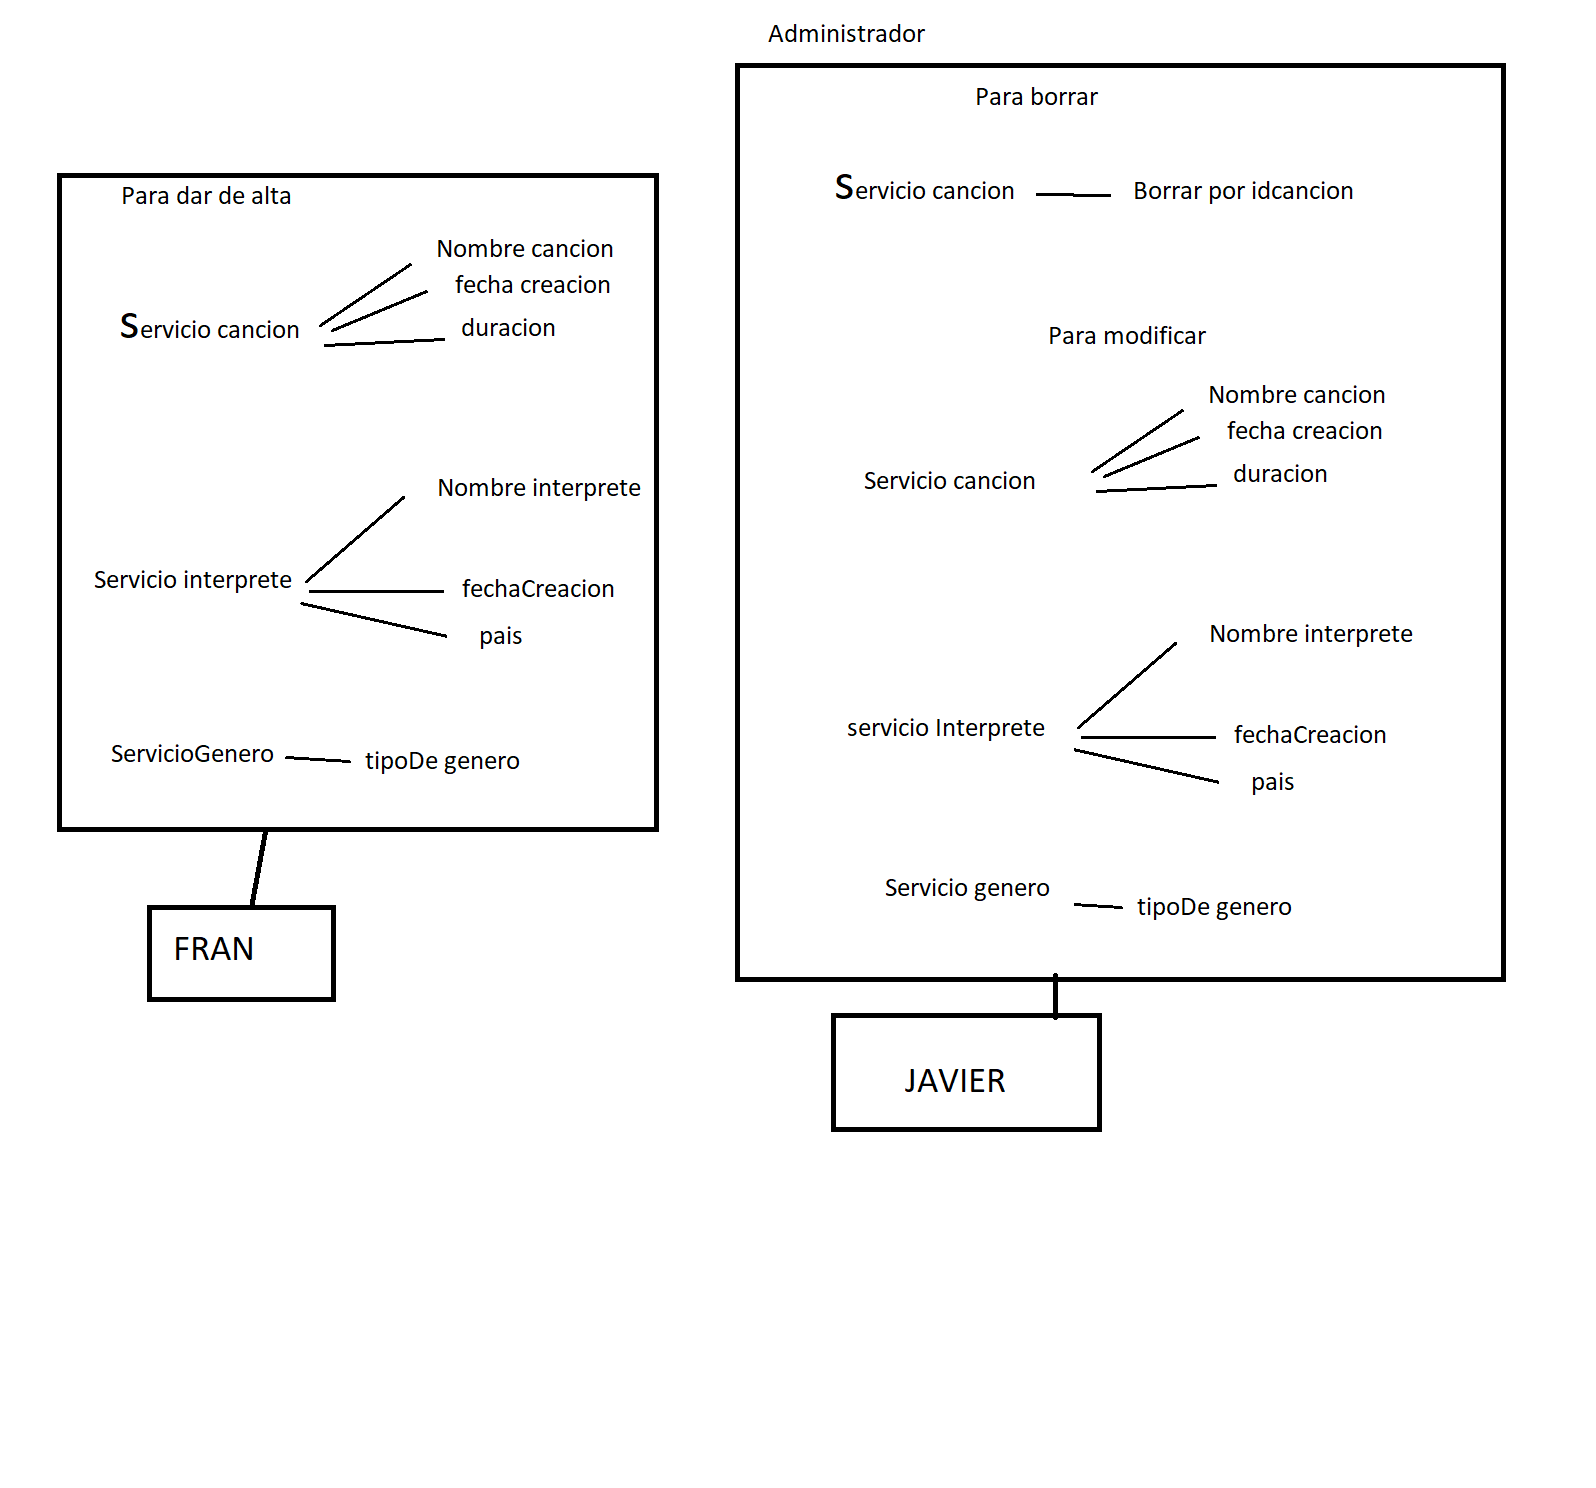 Administrador
Para dar de alta
Nombre cancion
fecha creacion
Servicio cancion
duracion
Nombre interprete
Servicio interprete
fechaCreacion
pais
ServicioGenero
tipoDe genero
FRAN
Para borrar
Servicio cancion
Borrar por idcancion
Para modificar
Nombre cancion
fecha creacion
Servicio cancion
duracion
Nombre interprete
servicio Interprete
fechaCreacion
pais
Servicio genero
tipoDe genero
JAVIER